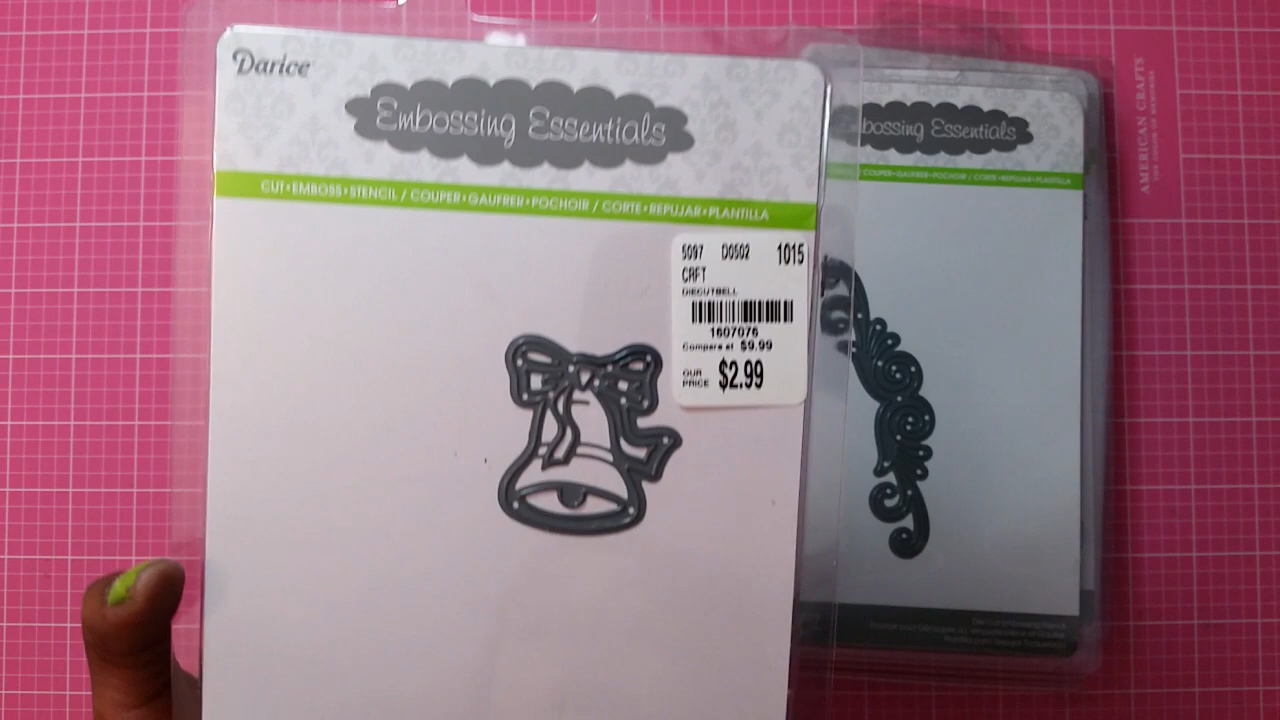 Darice
Embossing Essentials
CUT•EMBOSS•STENCIL / COUPER•GAUFRER•POCHOIR / CORTE•REPUJAR•PLANTILLA
5097 D0502 1015
CRFT
DIECUTBELL
1607076
Compare at $9.99
OUR
PRICE $2.99
bossing Essentials
COUPER•GAUFRER•POCHOIR / CORTE•REPUJAR•PLANTILLA
AMERICAN CRAFTS